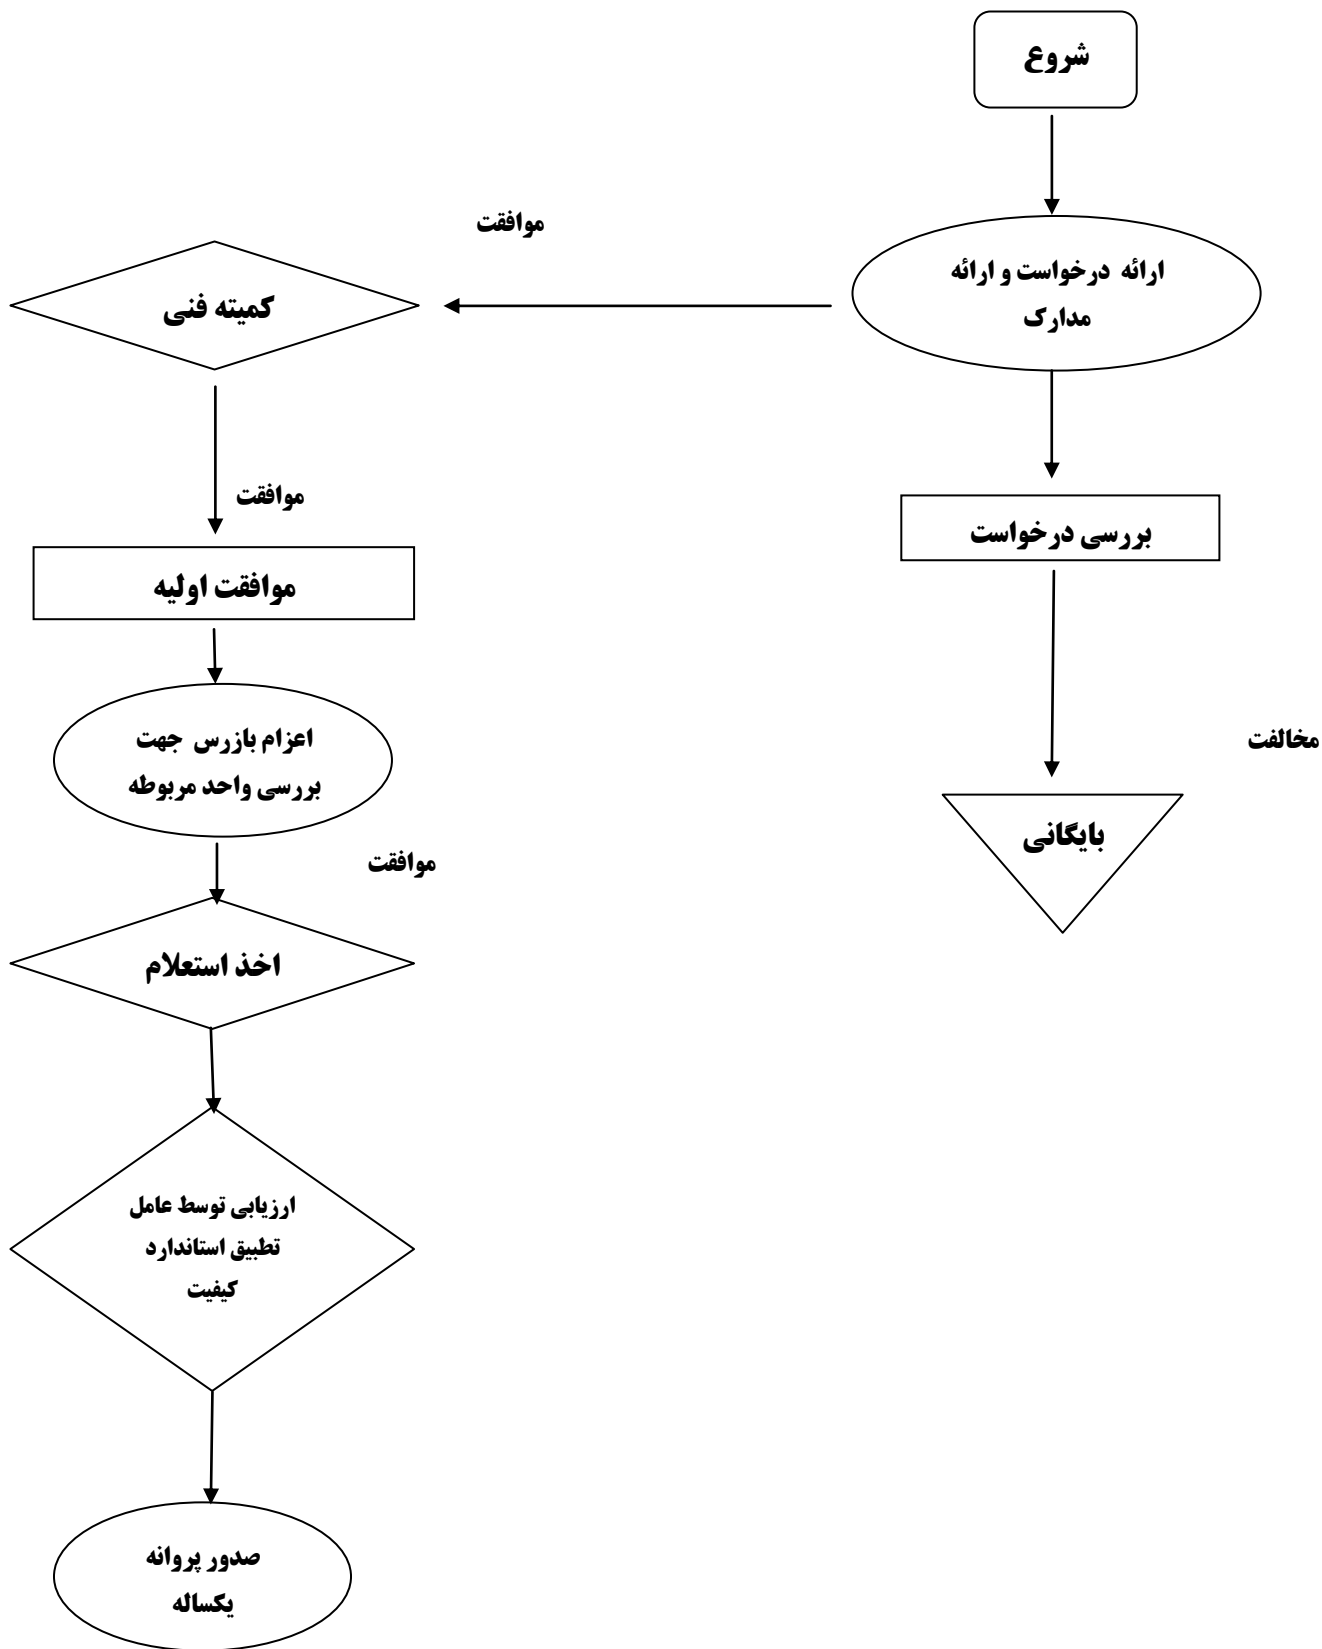 شروع
موافقت
ارائه درخواست و ارائه
مدارک
کمیته فنی
بررسی درخواست
موافقت
موافقت اولیه
مخالفت
بایگانی
اعزام بازرس جهت
بررسی واحد مربوطه
موافقت
اخذ استعلام
ارزیابی توسط عامل
تطبیق استاندارد
کیفیت
صدور پروانه
یکساله